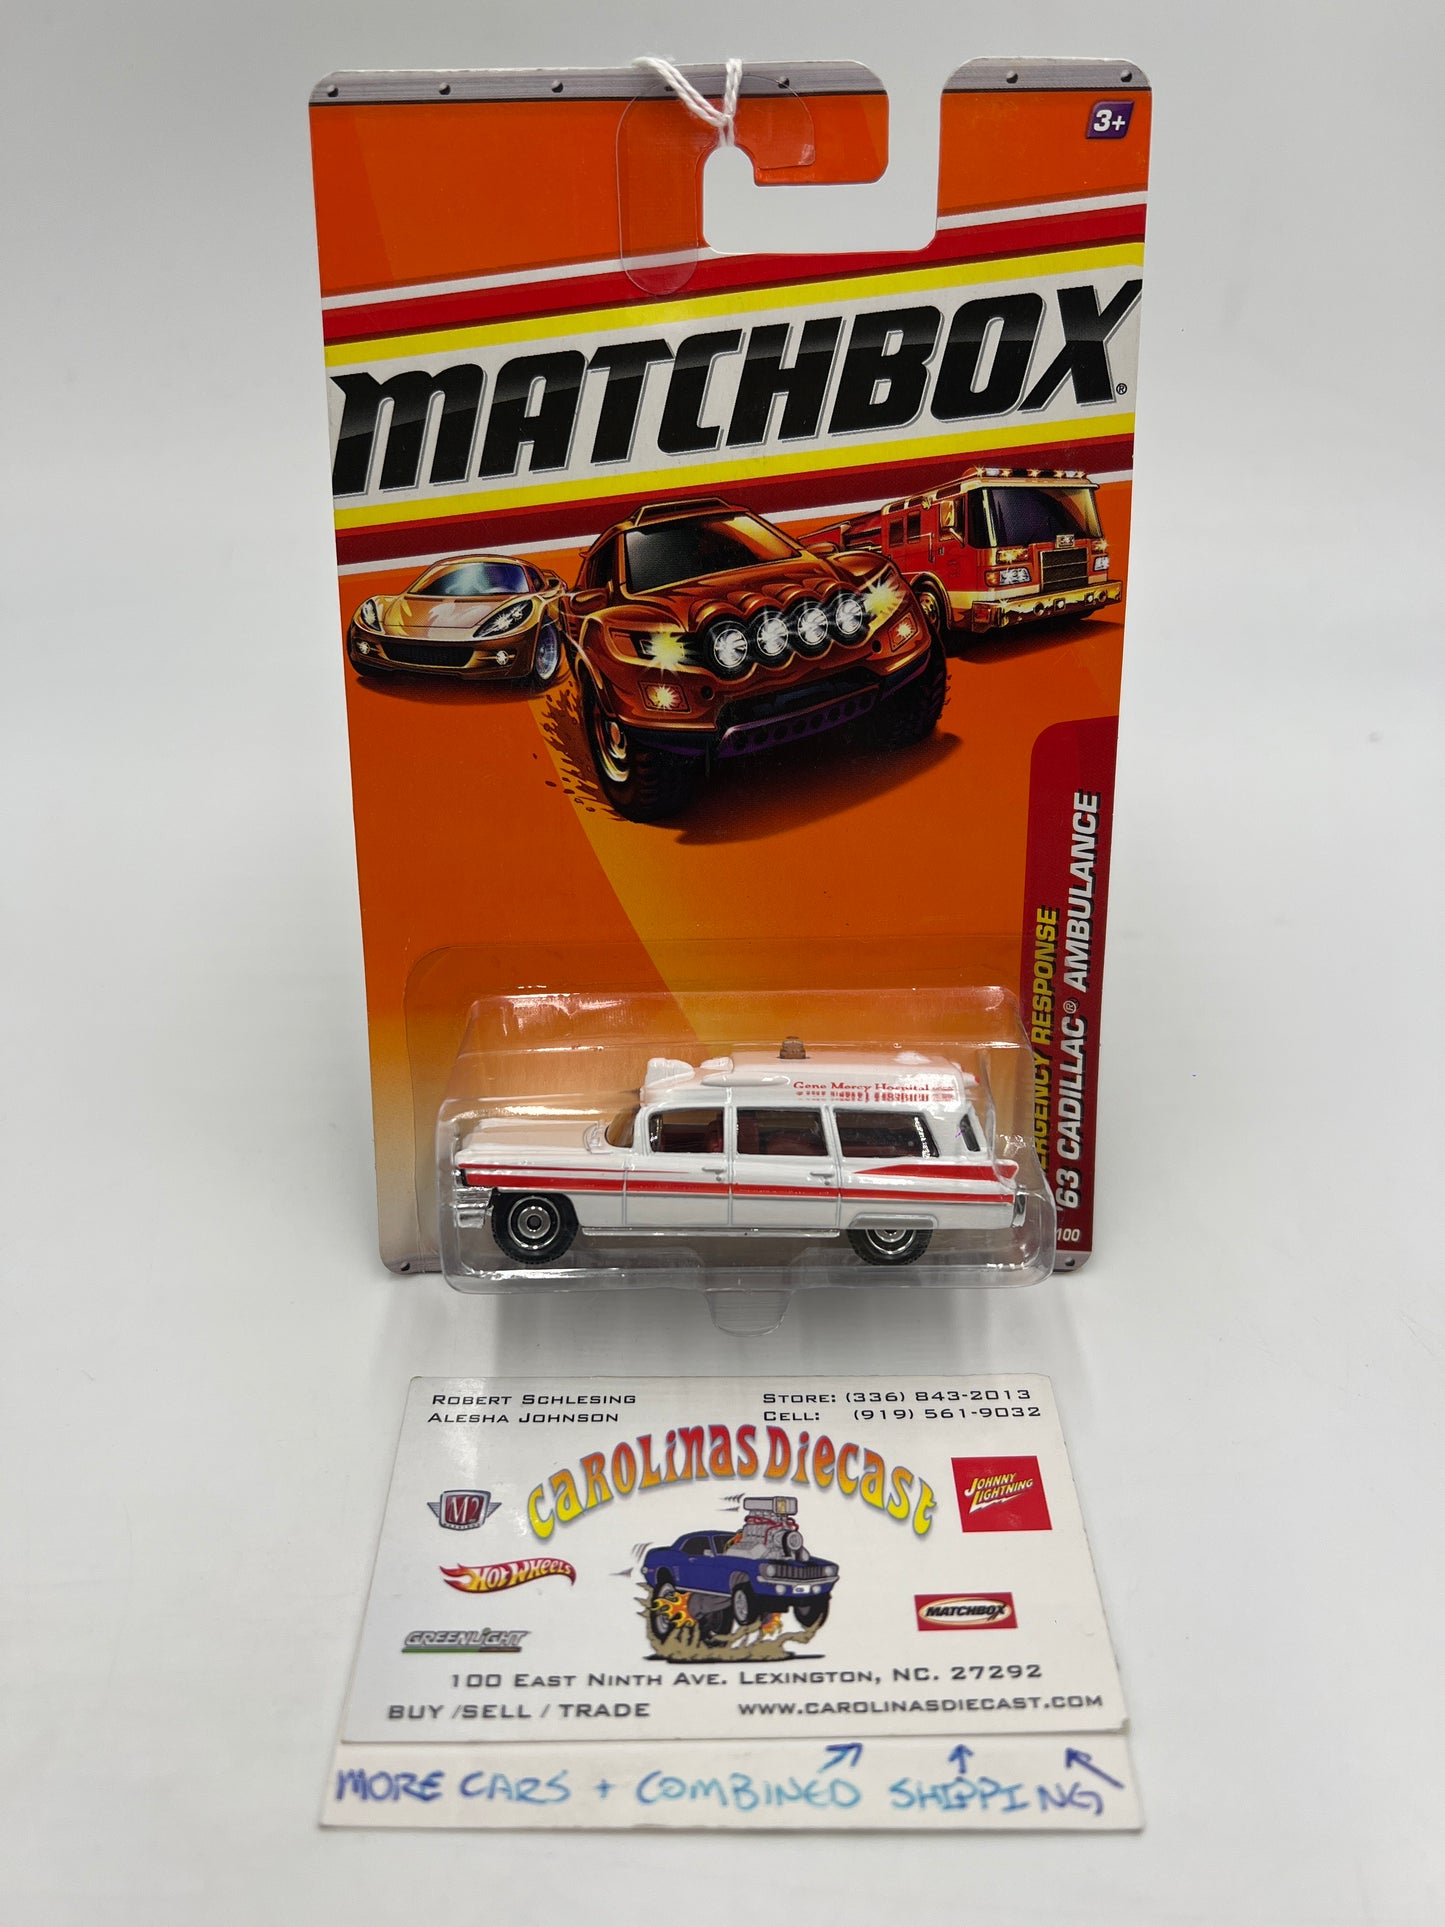 3+
MATCHBOX®
RESPONSE
'63 CADILLAC® AMBULANCE
100
Gene Mercy Hospital
ROBERT SCHLESING
ALESHA JOHNSON
STORE: (336) 843-2013
CELL: (919) 561-9032
CAROLINAS DIECAST
M2
JOHNNY LIGHTNING
HOT WHEELS
MATCHBOX
GREENLIGHT
100 EAST NINTH AVE. LEXINGTON, NC. 27292
BUY /SELL / TRADE
WWW.CAROLINASDIECAST.COM
MORE CARS + COMBINED SHIPPING